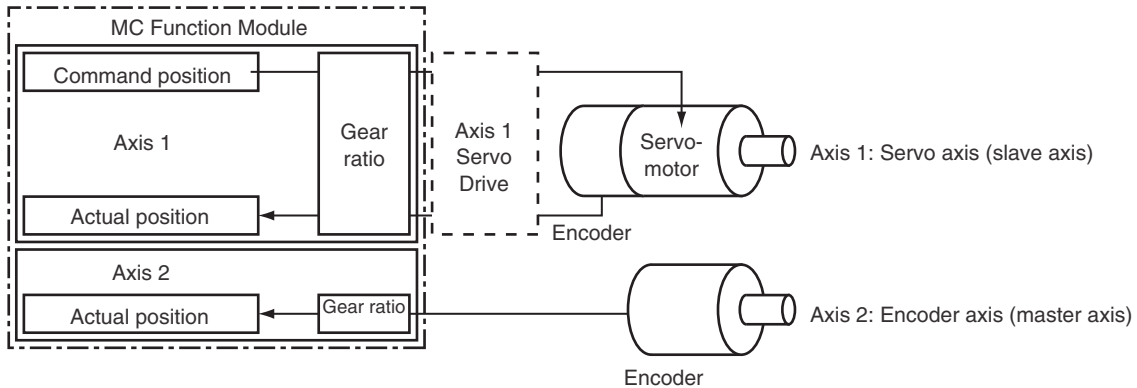 MC Function Module
Command position
Axis 1
Gear
ratio
Actual position
Axis 1
Servo
Drive
Servo-
motor
Encoder
Axis 1: Servo axis (slave axis)
Axis 2
Actual position
Gear ratio
Encoder
Axis 2: Encoder axis (master axis)